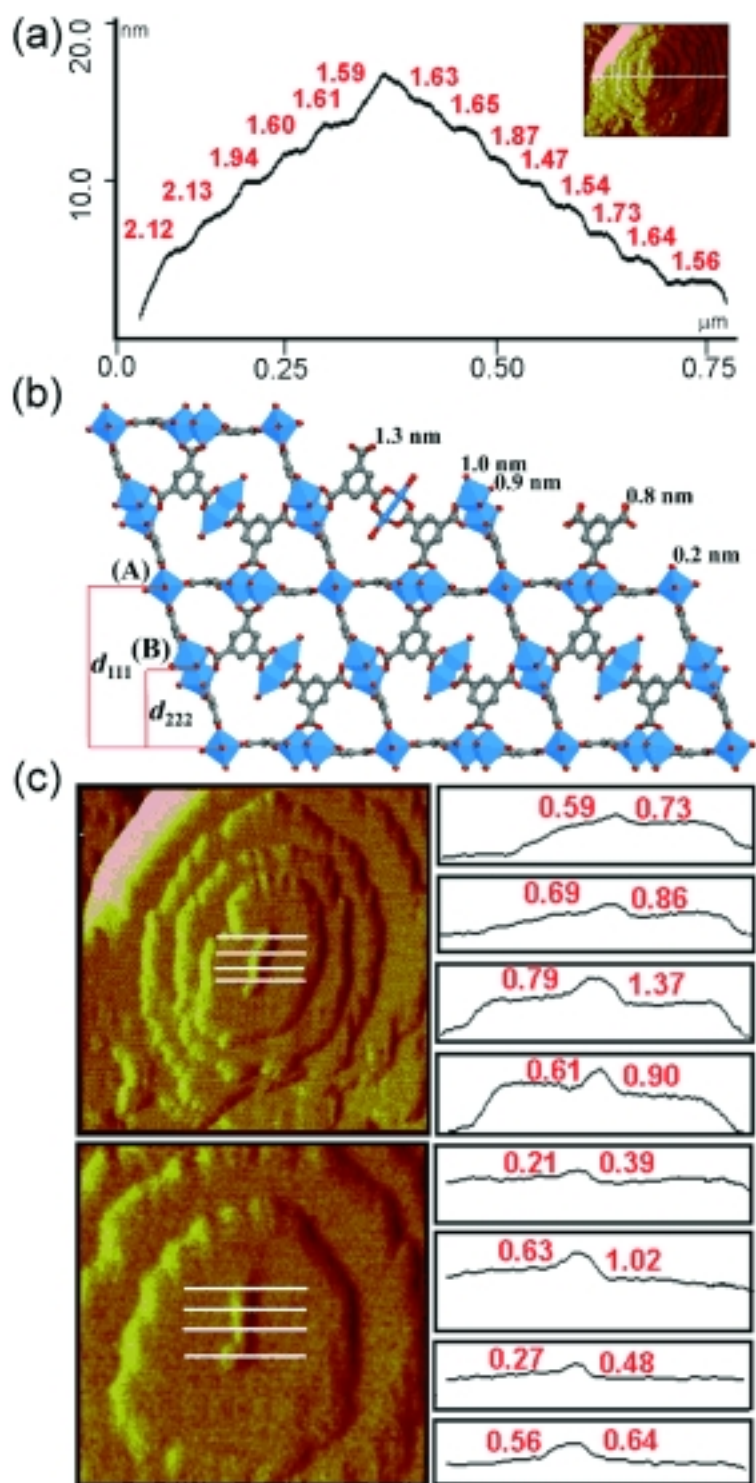 (a)
nm
20.0
10.0
1.59
1.61
1.60
1.94
2.13
2.12
1.63
1.65
1.87
1.47
1.54
1.73
1.64
1.56
µm
0.0
0.25
0.50
0.75
(b)
1.3 nm
1.0 nm
0.9 nm
0.8 nm
0.2 nm
(A)
(B)
d111
d222
(c)
0.59 0.73
0.69 0.86
0.79 1.37
0.61 0.90
0.21 0.39
0.63 1.02
0.27 0.48
0.56 0.64